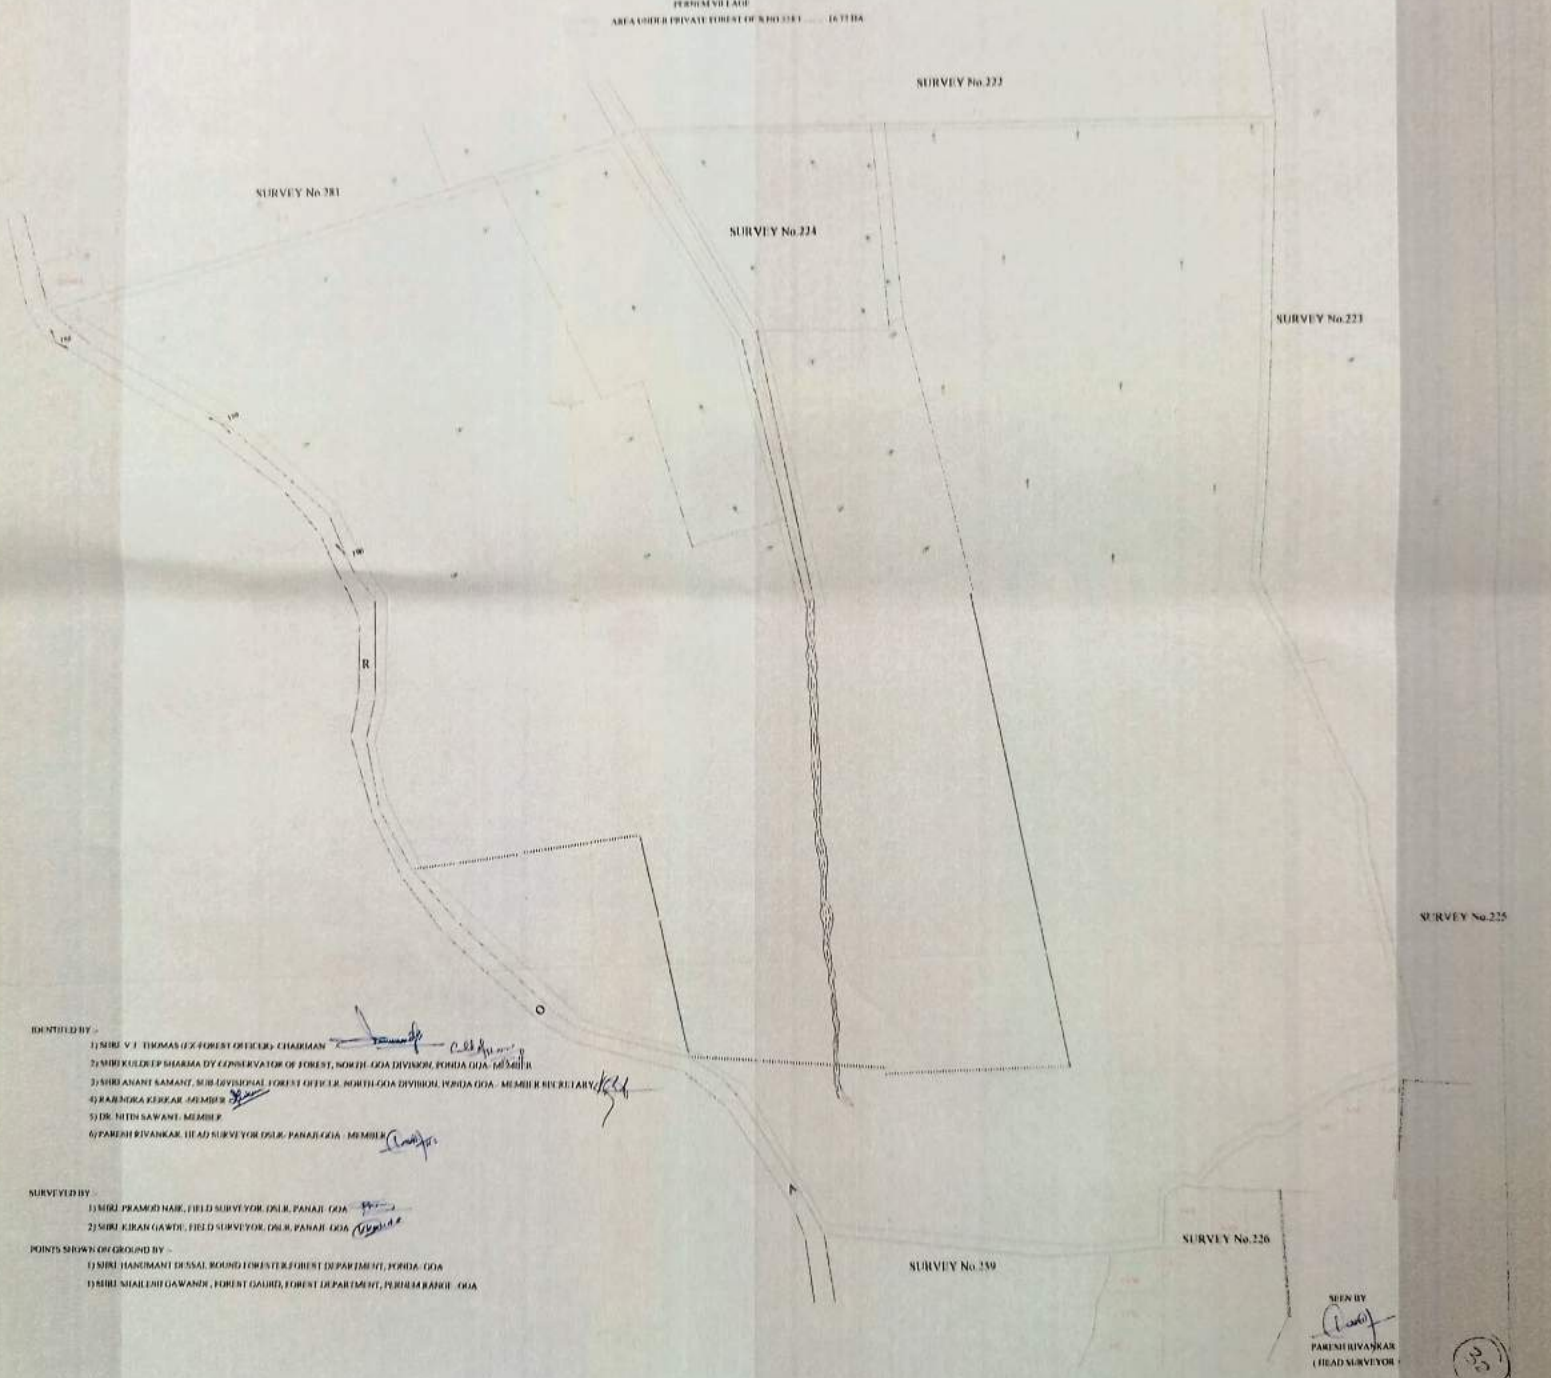 PERNEM VILLAGE
AREA UNDER PRIVATE FOREST OF S.NO. HA
SURVEY No.222
SURVEY No.281
SURVEY No.224
SURVEY No.223
R
SURVEY No.225
O
IDENTIFIED BY :-
1) SHRI. V.T. THOMAS (EX-FOREST OFFICER)- CHAIRMAN
2) SHRI KULDEEP SHARMA DY CONSERVATOR OF FOREST, NORTH-GOA DIVISION, PONDA GOA- MEMBER
3) SHRI ANANT SAMANT, SUB-DIVISIONAL FOREST OFFICER, NORTH-GOA DIVISION, PONDA GOA - MEMBER SECRETARY
4) RAJENDRA KERKAR -MEMBER
5) DR. NITIN SAWANT- MEMBER
6) PARESH RIVANKAR, HEAD SURVEYOR DSLR- PANAJI-GOA - MEMBER
SURVEYED BY :-
1) SHRI. PRAMOD NAIK, FIELD SURVEYOR, DSLR, PANAJI- GOA
2) SHRI. KIRAN GAWDE, FIELD SURVEYOR, DSLR, PANAJI- GOA
POINTS SHOWN ON GROUND BY :-
1) SHRI. HANUMANT DESSAI, ROUND FORESTER,FOREST DEPARTMENT, PONDA- GOA
1) SHRI. SHAILESH GAWANDE, FOREST GAURD, FOREST DEPARTMENT, PERNEM RANGE -GOA
SURVEY No.226
SURVEY No.259
SEEN BY
PARESH RIVANKAR
( HEAD SURVEYOR
32